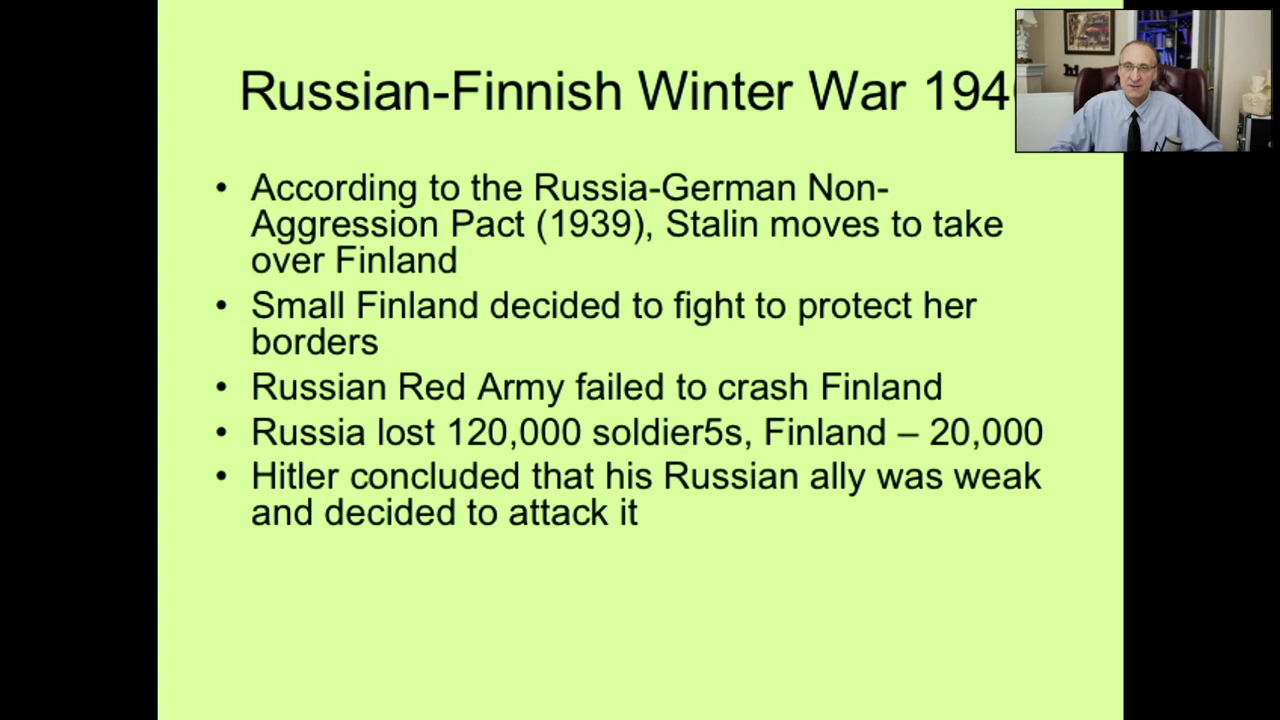 Russian-Finnish Winter War 194
• According to the Russia-German Non-
Aggression Pact (1939), Stalin moves to take
over Finland
• Small Finland decided to fight to protect her
borders
• Russian Red Army failed to crash Finland
• Russia lost 120,000 soldier5s, Finland – 20,000
• Hitler concluded that his Russian ally was weak
and decided to attack it